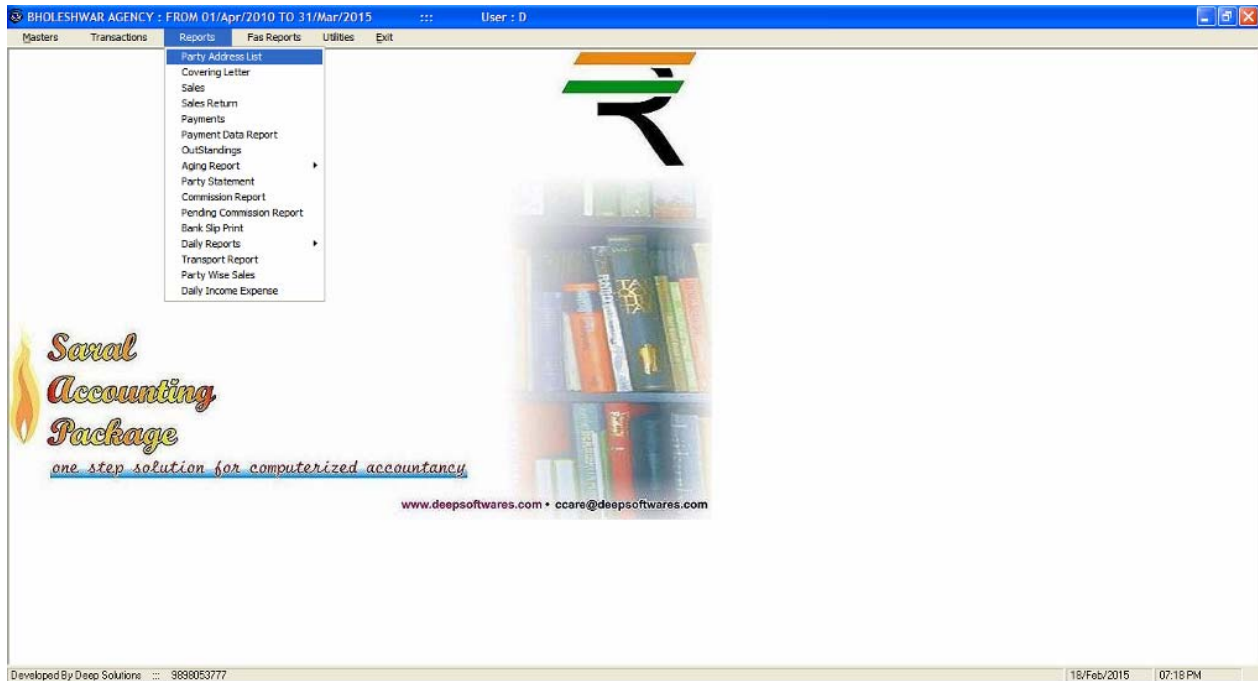 BHOLESHWAR AGENCY : FROM 01/Apr/2010 TO 31/Mar/2015 ::: User : D
Masters Transactions Reports Fas Reports Utilities Exit
Party Address List
Covering Letter
Sales
Sales Return
Payments
Payment Data Report
OutStandings
Aging Report
Party Statement
Commission Report
Pending Commission Report
Bank Slip Print
Daily Reports
Transport Report
Party Wise Sales
Daily Income Expense
Saral
Accounting
Package
one step solution for computerized accountancy
www.deepsoftwares.com • ccare@deepsoftwares.com
Developed By Deep Solutions ::: 9898053777 18/Feb/2015 07:18 PM